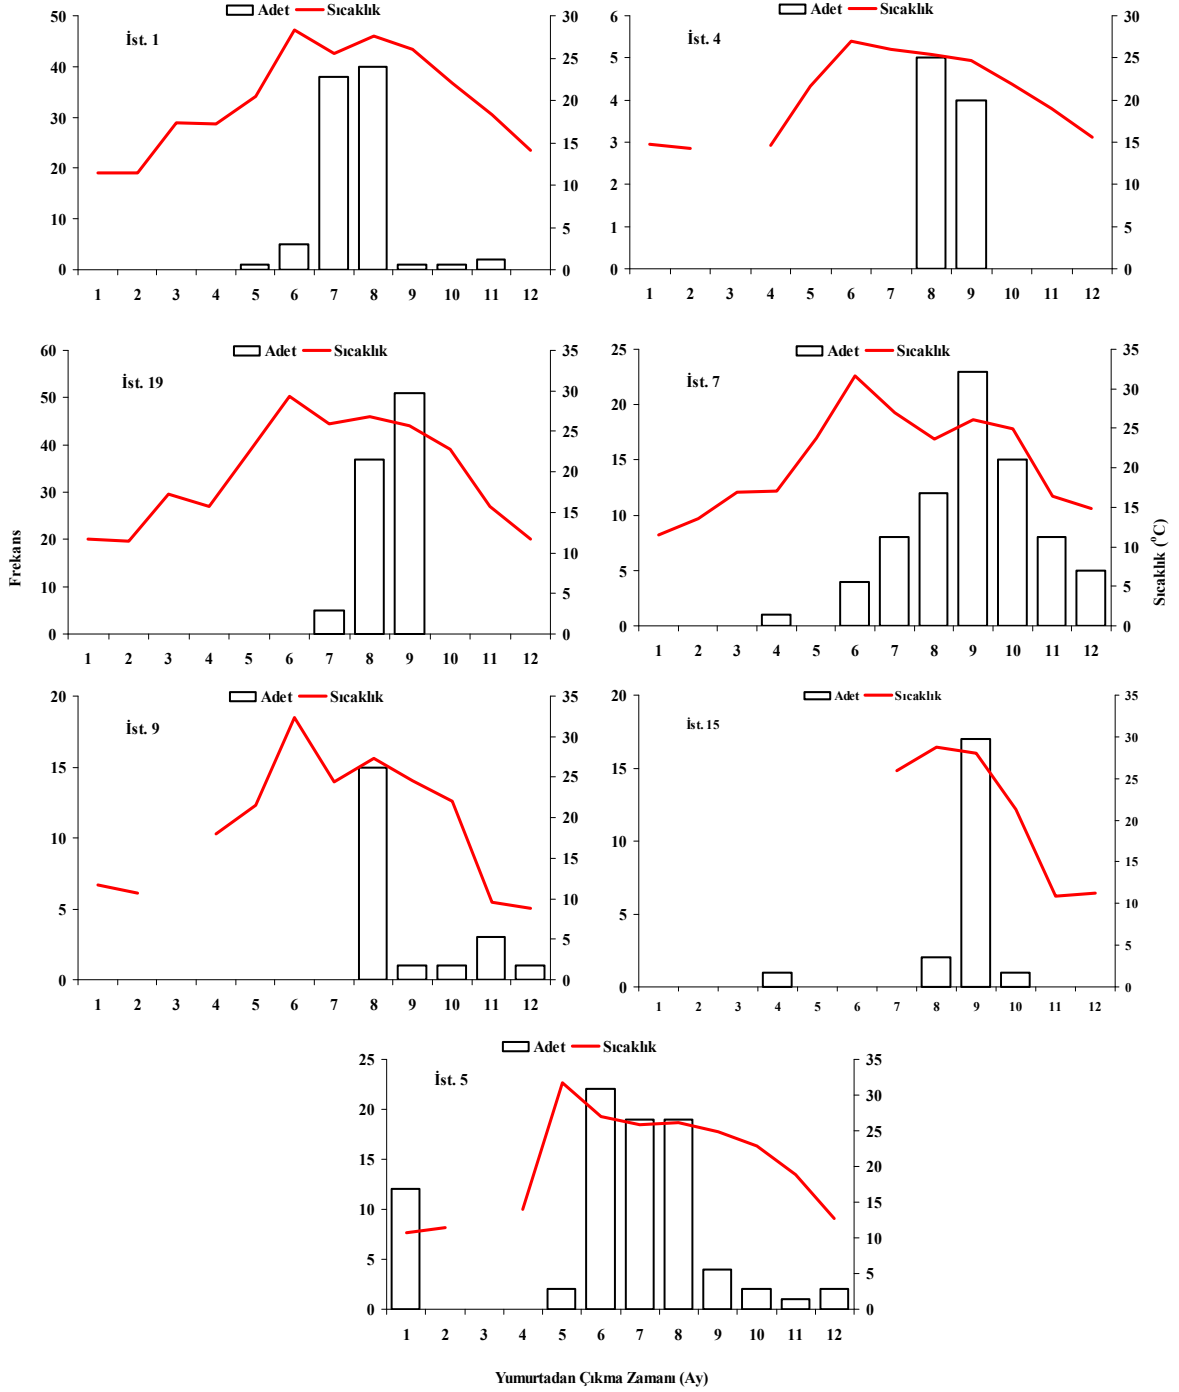 Adet Sıcaklık
İst. 1
50 40 30 20 10 0
30 25 20 15 10 5 0
1 2 3 4 5 6 7 8 9 10 11 12
Adet Sıcaklık
İst. 4
6 5 4 3 2 1 0
30 25 20 15 10 5 0
1 2 3 4 5 6 7 8 9 10 11 12
Adet Sıcaklık
İst. 19
60 50 40 30 20 10 0
35 30 25 20 15 10 5 0
1 2 3 4 5 6 7 8 9 10 11 12
Frekans
Adet Sıcaklık
İst. 7
25 20 15 10 5 0
35 30 25 20 15 10 5 0
1 2 3 4 5 6 7 8 9 10 11 12
Sıcaklık (°C)
Adet Sıcaklık
İst. 9
20 15 10 5 0
35 30 25 20 15 10 5 0
1 2 3 4 5 6 7 8 9 10 11 12
Adet Sıcaklık
İst. 15
20 15 10 5 0
35 30 25 20 15 10 5 0
1 2 3 4 5 6 7 8 9 10 11 12
Adet Sıcaklık
İst. 5
25 20 15 10 5 0
35 30 25 20 15 10 5 0
1 2 3 4 5 6 7 8 9 10 11 12
Yumurtadan Çıkma Zamanı (Ay)